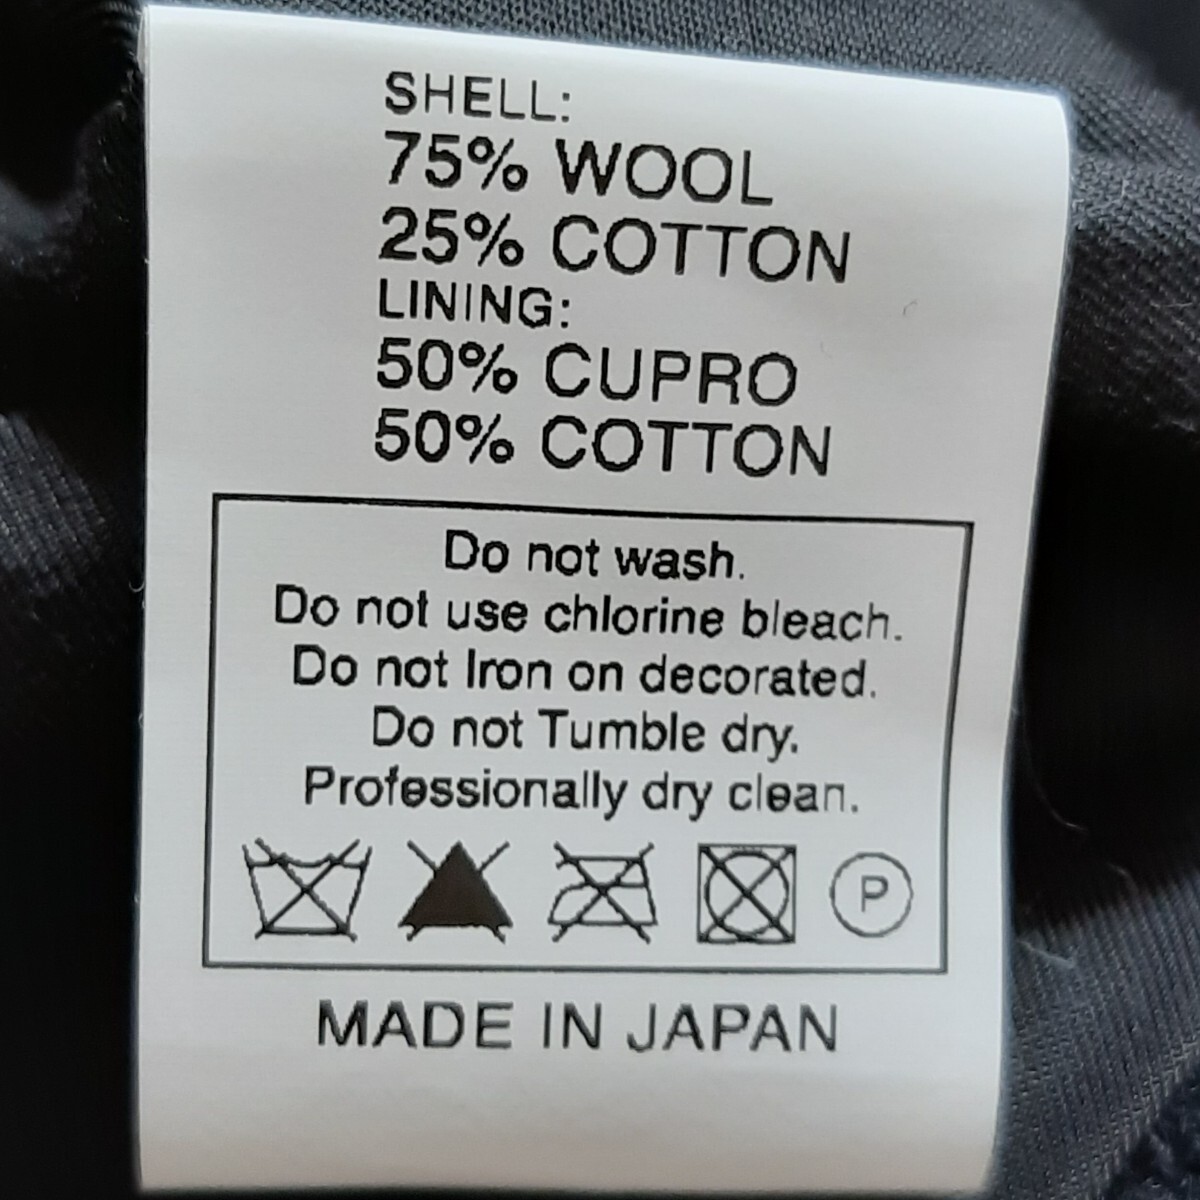 SHELL:
75% WOOL
25% COTTON
LINING:
50% CUPRO
50% COTTON
Do not wash.
Do not use chlorine bleach.
Do not Iron on decorated.
Do not Tumble dry.
Professionally dry clean.
P
MADE IN JAPAN